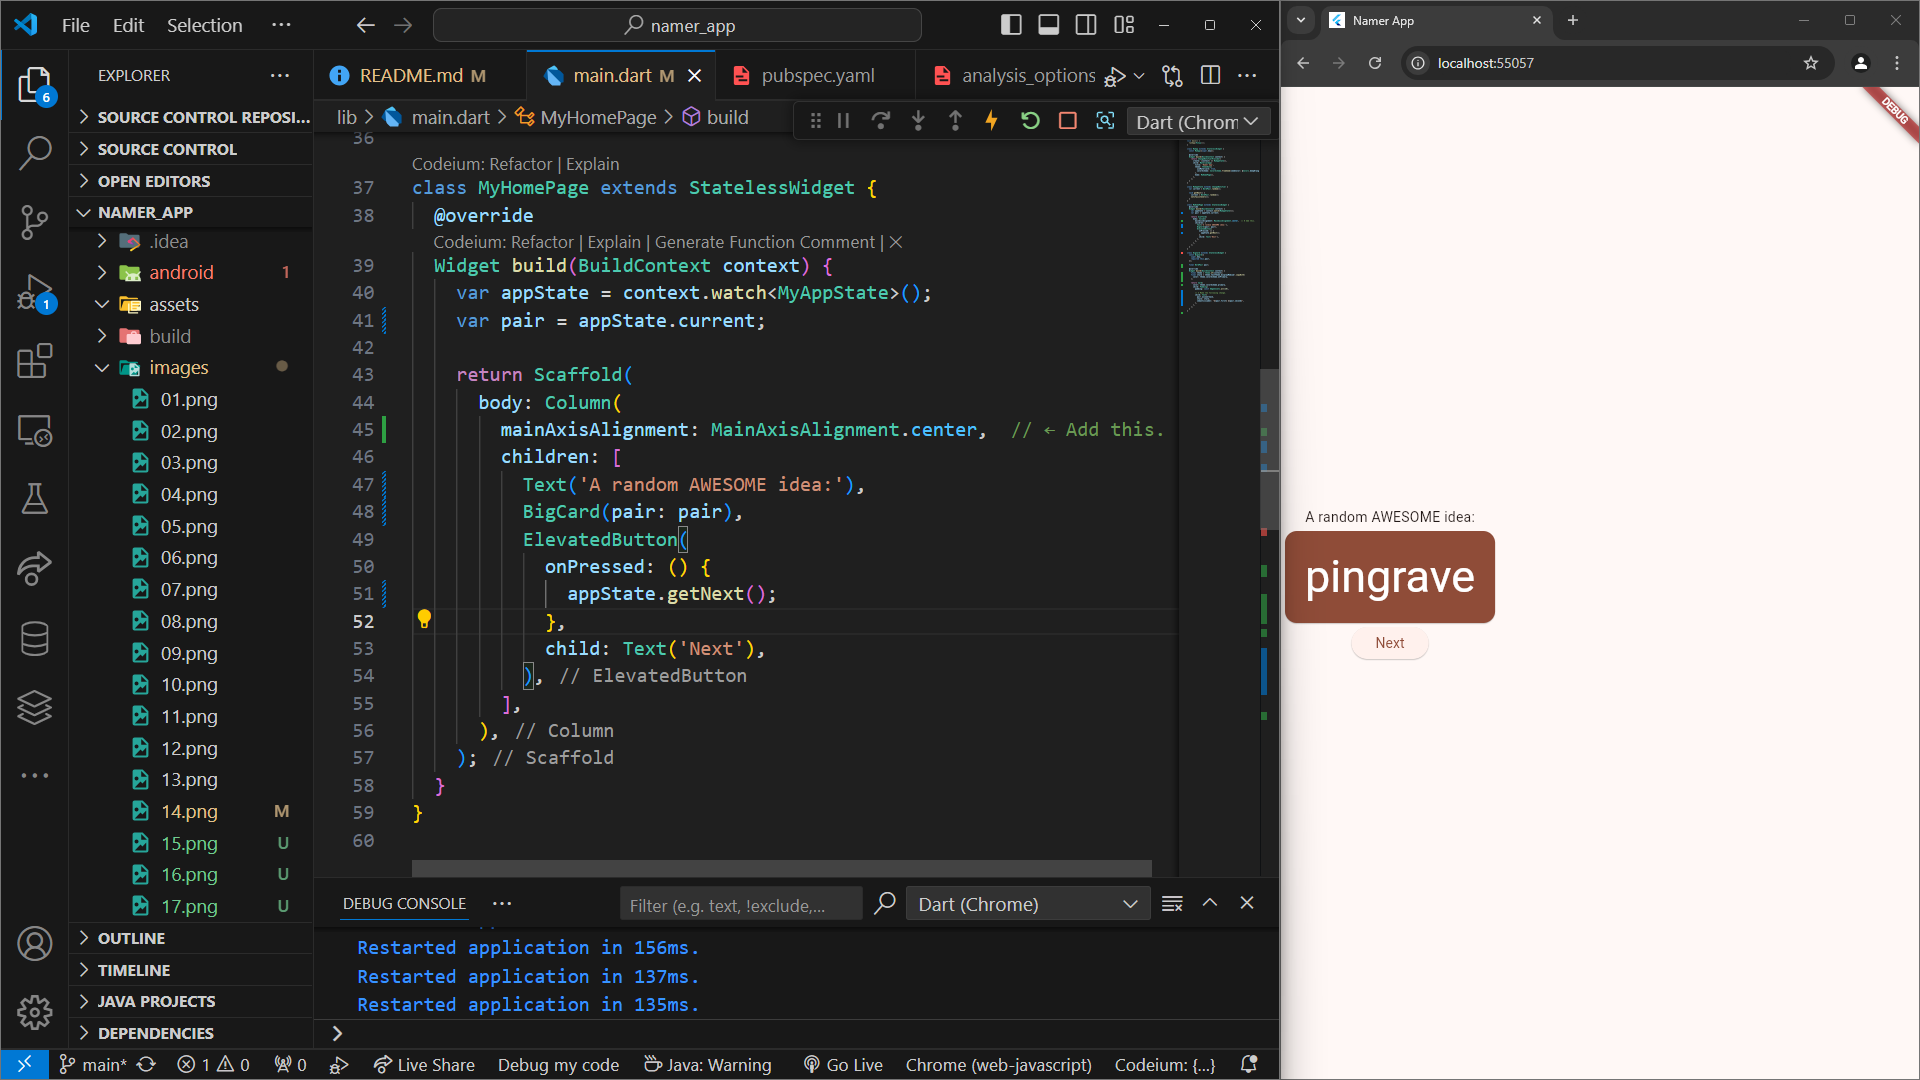 File Edit Selection ···
namer_app
EXPLORER ···
SOURCE CONTROL REPOSI...
SOURCE CONTROL
OPEN EDITORS
NAMER_APP
.idea
android 1
assets
build
images
01.png
02.png
03.png
04.png
05.png
06.png
07.png
08.png
09.png
10.png
11.png
12.png
13.png
14.png M
15.png U
16.png U
17.png U
OUTLINE
TIMELINE
JAVA PROJECTS
DEPENDENCIES
6
1
README.md M
main.dart M
pubspec.yaml
analysis_options
lib > main.dart > MyHomePage > build
Dart (Chrom
36
Codeium: Refactor | Explain
37 class MyHomePage extends StatelessWidget {
38 @override
Codeium: Refactor | Explain | Generate Function Comment | ×
39 Widget build(BuildContext context) {
40 var appState = context.watch<MyAppState>();
41 var pair = appState.current;
42
43 return Scaffold(
44 body: Column(
45 mainAxisAlignment: MainAxisAlignment.center, // ← Add this.
46 children: [
47 Text('A random AWESOME idea:'),
48 BigCard(pair: pair),
49 ElevatedButton(
50 onPressed: () {
51 appState.getNext();
52 },
53 child: Text('Next'),
54 ), // ElevatedButton
55 ],
56 ), // Column
57 ); // Scaffold
58 }
59 }
60
DEBUG CONSOLE ···
Filter (e.g. text, !exclude,...
Dart (Chrome)
Restarted application in 156ms.
Restarted application in 137ms.
Restarted application in 135ms.
>
main* 1 0 0 Live Share Debug my code Java: Warning Go Live Chrome (web-javascript) Codeium: {...}
Namer App
localhost:55057
DEBUG
A random AWESOME idea:
pingrave
Next